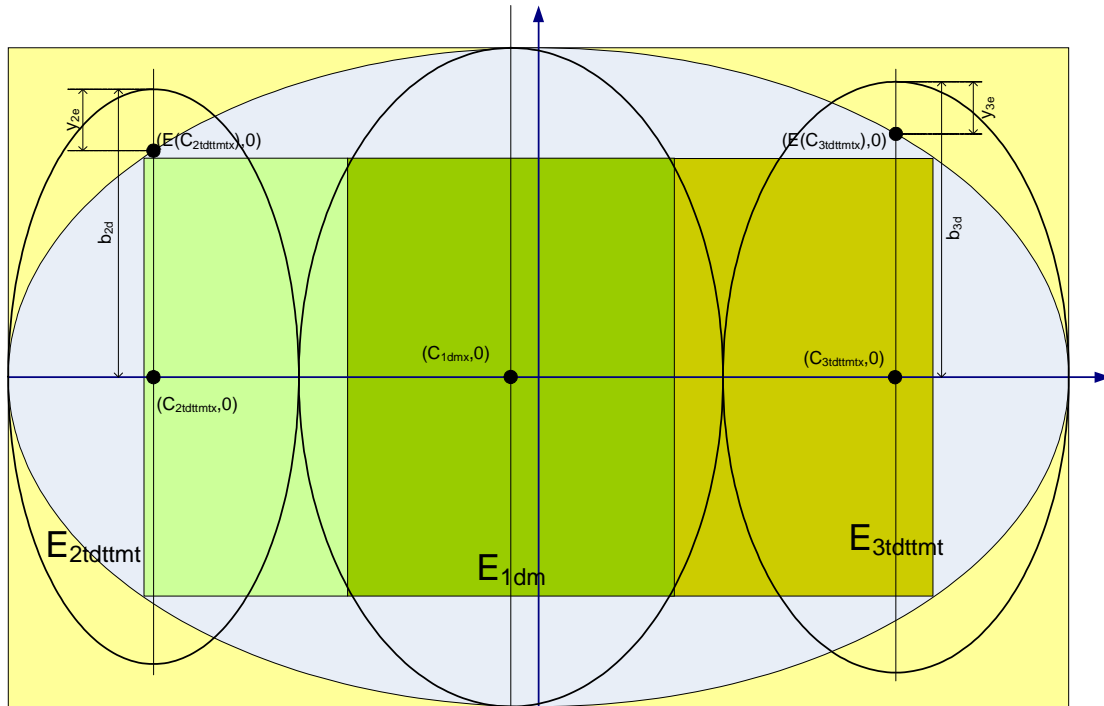 y2e
y3e
(E(C2tdttmtx),0)
(E(C3tdttmtx),0)
b2d
b3d
(C1dmx,0)
(C3tdttmtx,0)
(C2tdttmtx,0)
E2tdttmt
E1dm
E3tdttmt